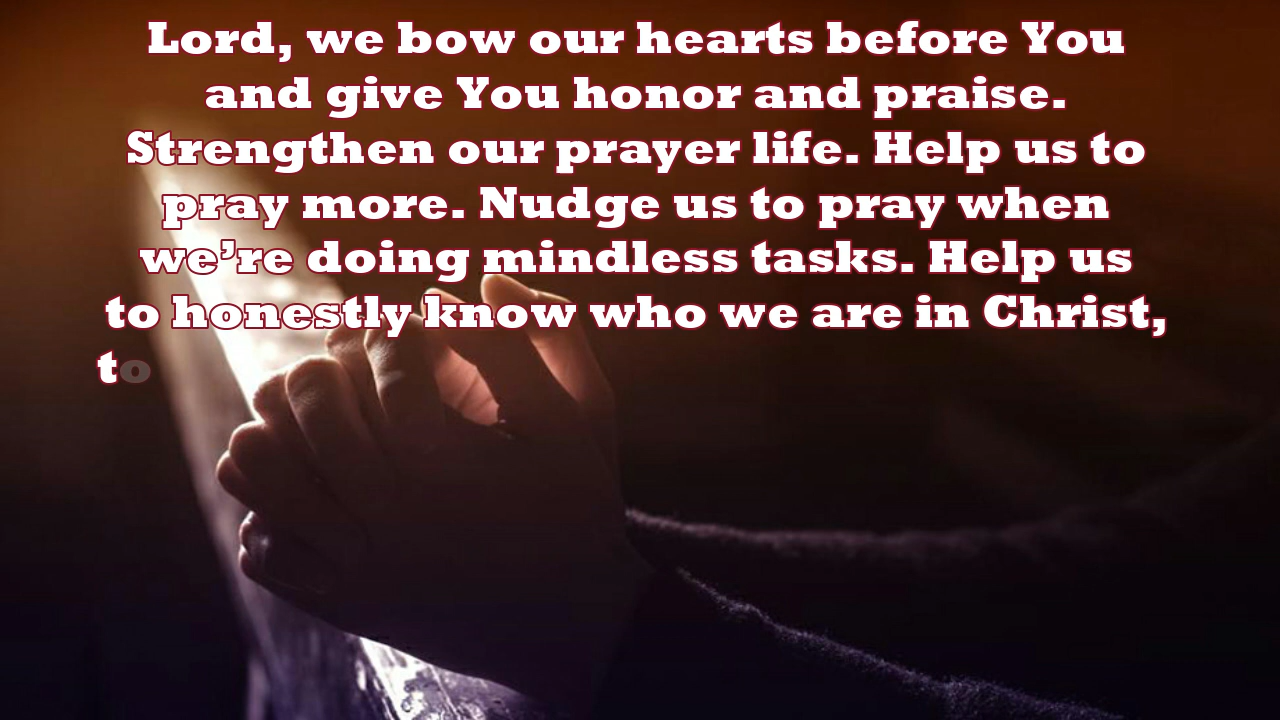 Lord, we bow our hearts before You
and give You honor and praise.
Strengthen our prayer life. Help us to
pray more. Nudge us to pray when
we’re doing mindless tasks. Help us
to honestly know who we are in Christ,
to